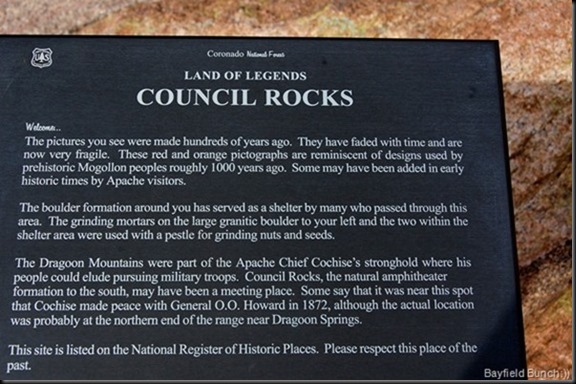 UAS
Coronado National Forest
LAND OF LEGENDS
COUNCIL ROCKS
Welcome...
The pictures you see were made hundreds of years ago. They have faded with time and are
now very fragile. These red and orange pictographs are reminiscent of designs used by
prehistoric Mogollon peoples roughly 1000 years ago. Some may have been added in early
historic times by Apache visitors.
The boulder formation around you has served as a shelter by many who passed through this
area. The grinding mortars on the large granitic boulder to your left and the two within the
shelter area were used with a pestle for grinding nuts and seeds.
The Dragoon Mountains were part of the Apache Chief Cochise's stronghold where his
people could elude pursuing military troops. Council Rocks, the natural amphitheater
formation to the south, may have been a meeting place. Some say that it was near this spot
that Cochise made peace with General O.O. Howard in 1872, although the actual location
was probably at the northern end of the range near Dragoon Springs.
This site is listed on the National Register of Historic Places. Please respect this place of the
past.
Bayfield Bunch:))